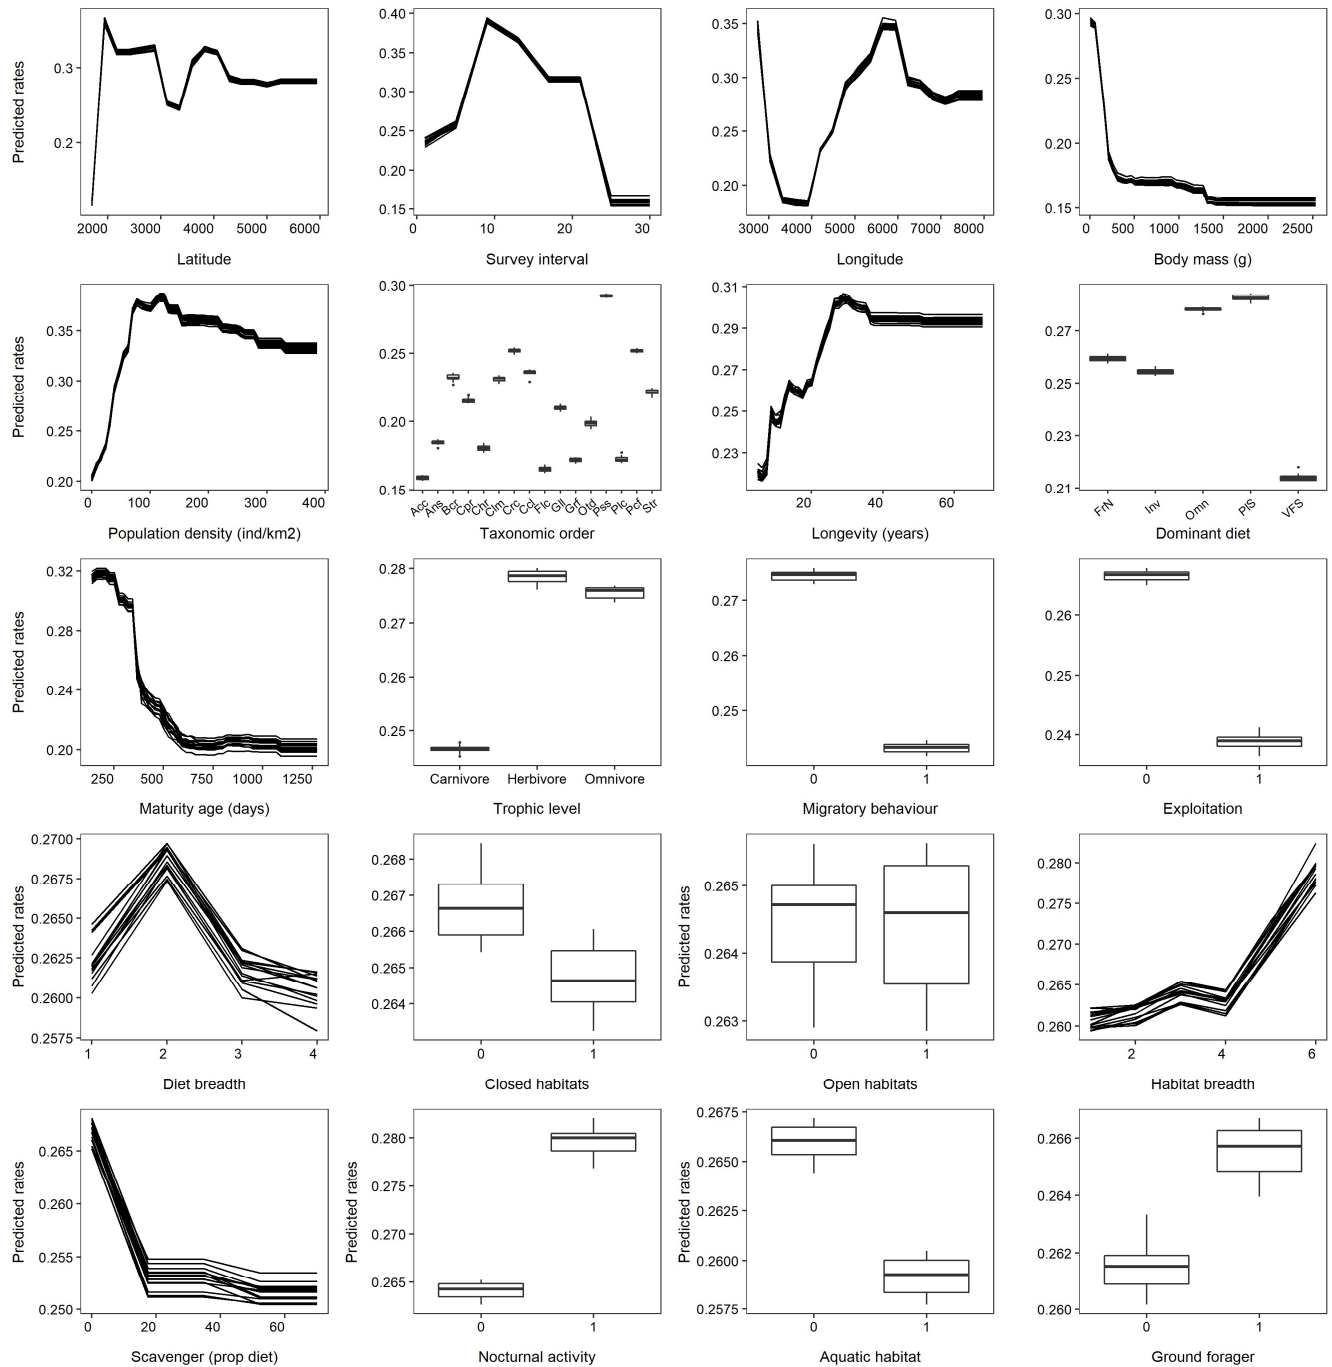 Predicted rates
0.3
0.2
2000 3000 4000 5000 6000
Latitude
0.40
0.35
0.30
0.25
0.20
0.15
0 10 20 30
Survey interval
0.35
0.30
0.25
0.20
3000 4000 5000 6000 7000 8000
Longitude
0.30
0.25
0.20
0.15
0 500 1000 1500 2000 2500
Body mass (g)
Predicted rates
0.35
0.30
0.25
0.20
0 100 200 300 400
Population density (ind/km2)
0.30
0.25
0.20
0.15
Acc Ans Bcr Cpr Chr Clm Crc Ccl Flc Gll Grf Otd Pss Plc Pcf Str
Taxonomic order
0.31
0.29
0.27
0.25
0.23
20 40 60
Longevity (years)
0.27
0.25
0.23
0.21
FrN Inv Omn PlS VFS
Dominant diet
Predicted rates
0.32
0.28
0.24
0.20
250 500 750 1000 1250
Maturity age (days)
0.28
0.27
0.26
0.25
Carnivore Herbivore Omnivore
Trophic level
0.27
0.26
0.25
0 1
Migratory behaviour
0.26
0.25
0.24
0 1
Exploitation
Predicted rates
0.2700
0.2675
0.2650
0.2625
0.2600
0.2575
1 2 3 4
Diet breadth
0.268
0.267
0.266
0.265
0.264
0 1
Closed habitats
Predicted rates
0.265
0.264
0.263
0 1
Open habitats
0.280
0.275
0.270
0.265
0.260
2 4 6
Habitat breadth
Predicted rates
0.265
0.260
0.255
0.250
0 20 40 60
Scavenger (prop diet)
Predicted rates
0.280
0.275
0.270
0.265
0 1
Nocturnal activity
Predicted rates
0.2675
0.2650
0.2625
0.2600
0.2575
0 1
Aquatic habitat
0.266
0.264
0.262
0.260
0 1
Ground forager